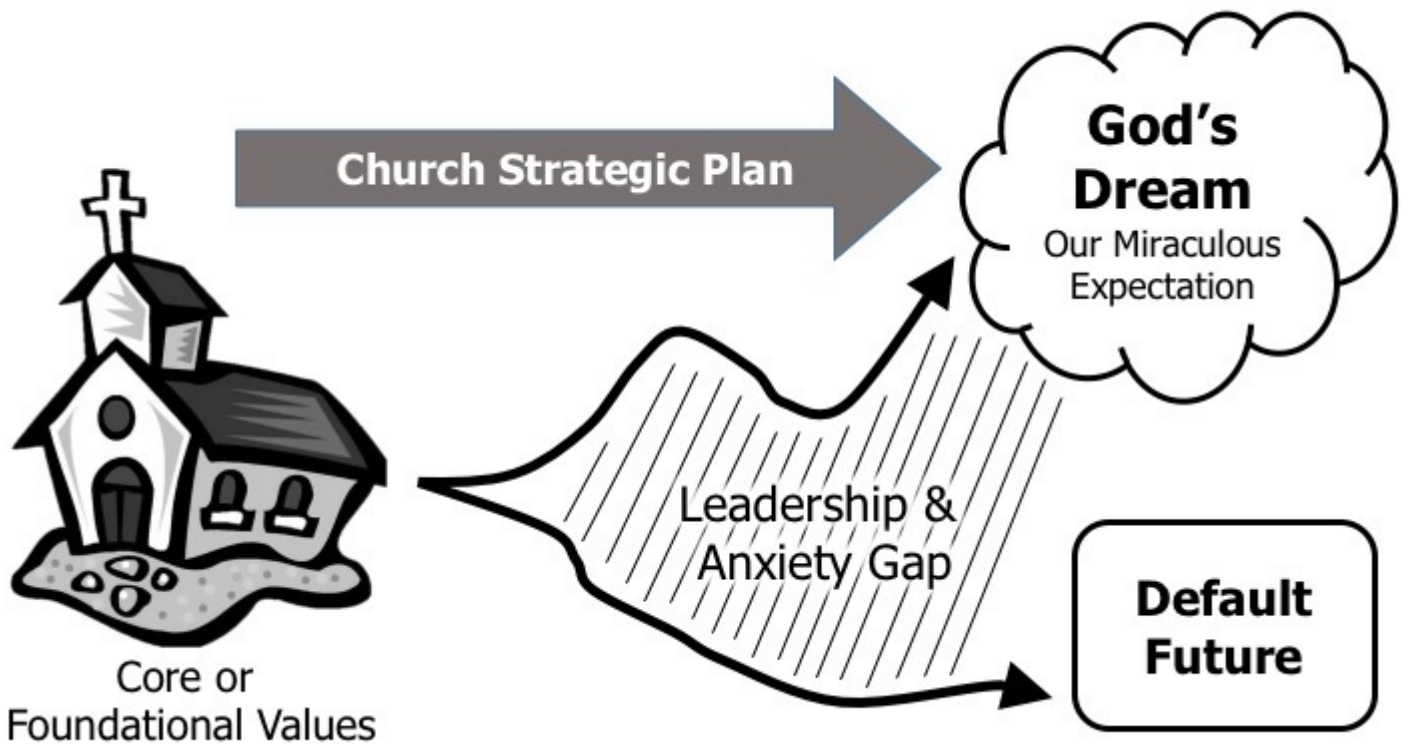 Church Strategic Plan
God's
Dream
Our Miraculous
Expectation
Leadership &
Anxiety Gap
Default
Future
Core or
Foundational Values